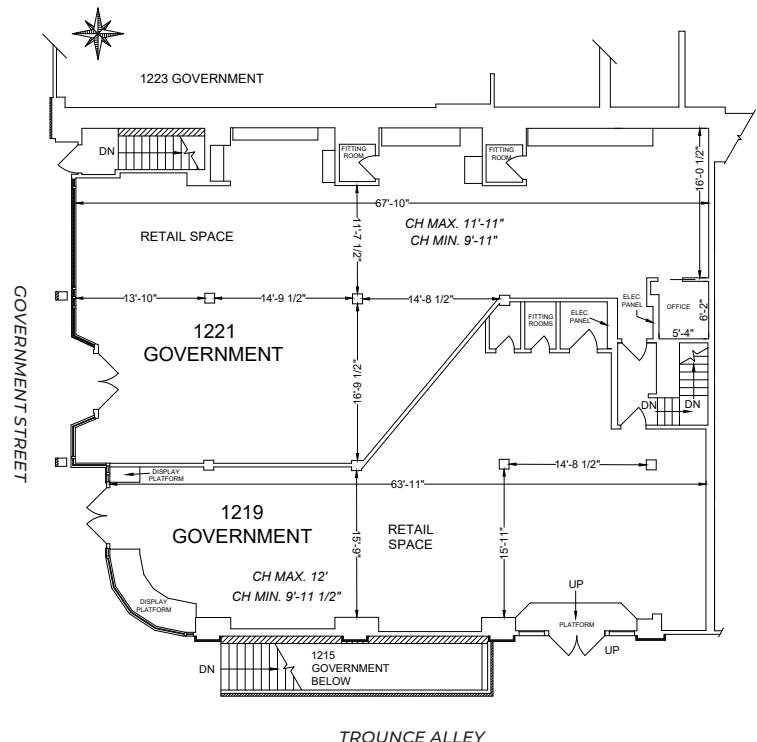 1223 GOVERNMENT
DN
FITTING
ROOM
FITTING
ROOM
16'-0 1/2"
67'-10"
11'-7 1/2"
CH MAX. 11'-11"
CH MIN. 9'-11"
RETAIL SPACE
13'-10"
14'-9 1/2"
14'-8 1/2"
ELEC.
PANEL
OFFICE
6'-2"
5'-4"
FITTING
ROOMS
ELEC.
PANEL
1221
GOVERNMENT
16'-9 1/2"
GOVERNMENT STREET
DN
DN
DISPLAY
PLATFORM
14'-8 1/2"
63'-11"
1219
GOVERNMENT
15'-9"
RETAIL
SPACE
15'-11"
CH MAX. 12'
CH MIN. 9'-11 1/2"
DISPLAY
PLATFORM
UP
PLATFORM
UP
DN
1215
GOVERNMENT
BELOW
TROUNCE ALLEY